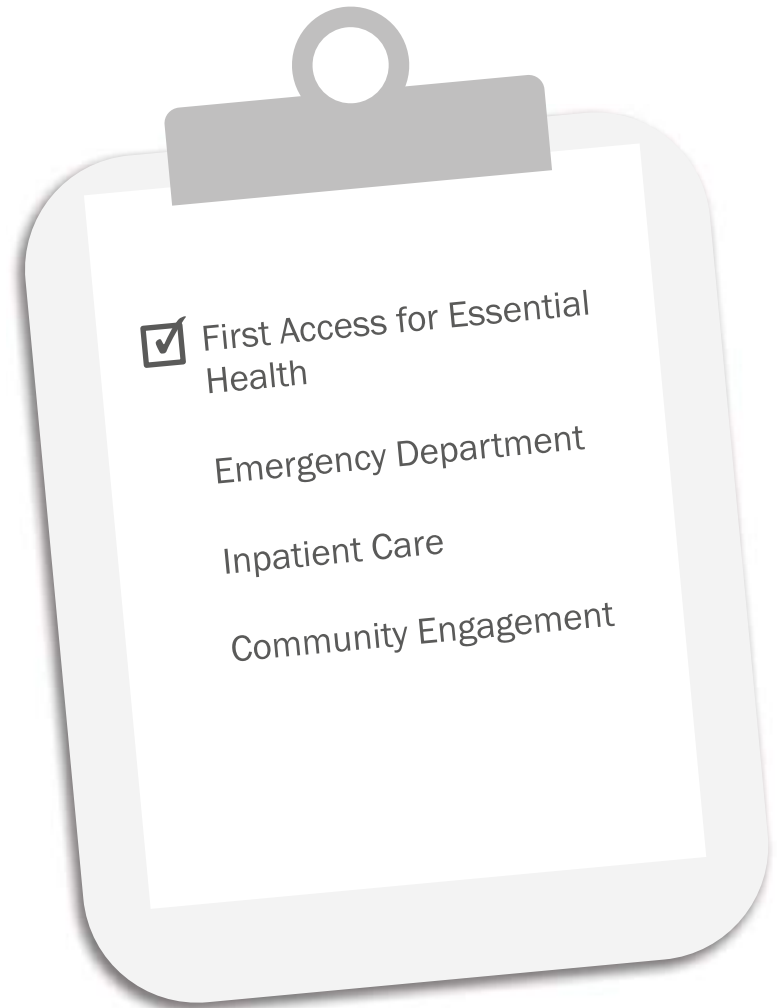 First Access for Essential
Health
Emergency Department
Inpatient Care
Community Engagement